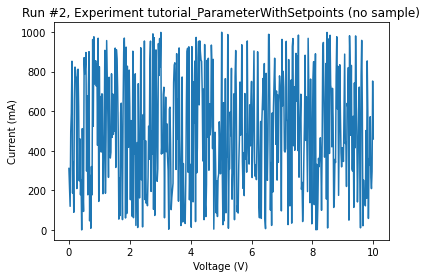 Run #2, Experiment tutorial_ParameterWithSetpoints (no sample)
1000
800
600
400
200
0
Current (mA)
0 2 4 6 8 10
Voltage (V)